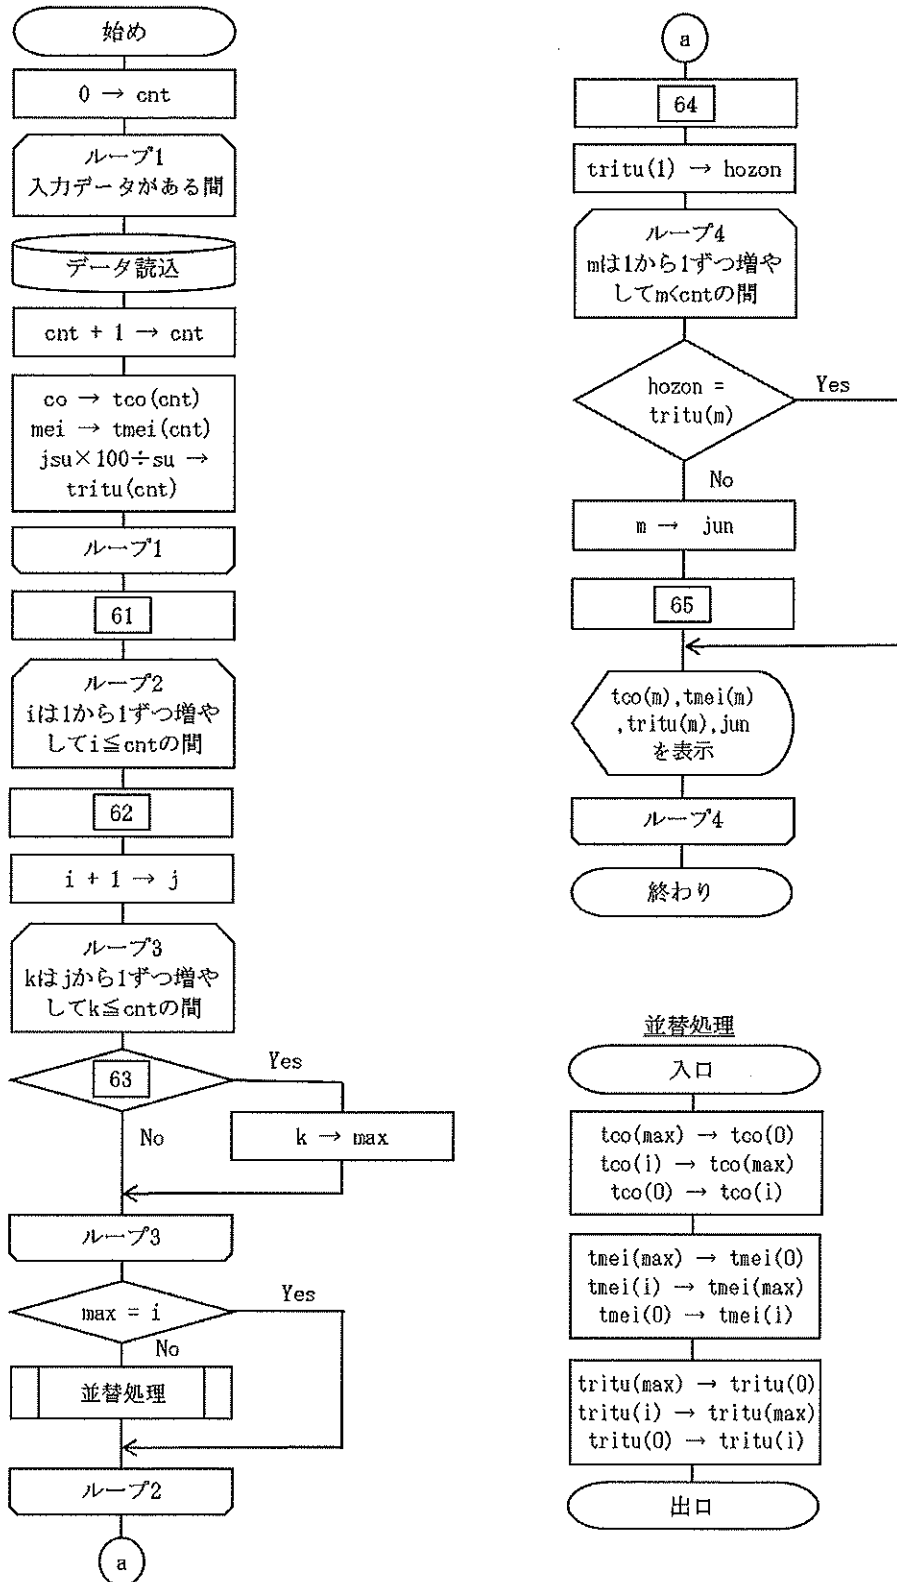 始め
0 → cnt
ループ1
入力データがある間
データ読込
cnt + 1 → cnt
co → tco(cnt)
mei → tmei(cnt)
jsu×100÷su →
tritu(cnt)
ループ1
61
ループ2
iは1から1ずつ増や
してi≦cntの間
62
i + 1 → j
ループ3
kはjから1ずつ増や
してk≦cntの間
63
Yes
No
k → max
ループ3
max = i
Yes
No
並替処理
ループ2
a
a
64
tritu(1) → hozon
ループ4
mは1から1ずつ増や
してm<cntの間
hozon =
tritu(m)
Yes
No
m → jun
65
tco(m),tmei(m)
,tritu(m),jun
を表示
ループ4
終わり
並替処理
入口
tco(max) → tco(0)
tco(i) → tco(max)
tco(0) → tco(i)
tmei(max) → tmei(0)
tmei(i) → tmei(max)
tmei(0) → tmei(i)
tritu(max) → tritu(0)
tritu(i) → tritu(max)
tritu(0) → tritu(i)
出口